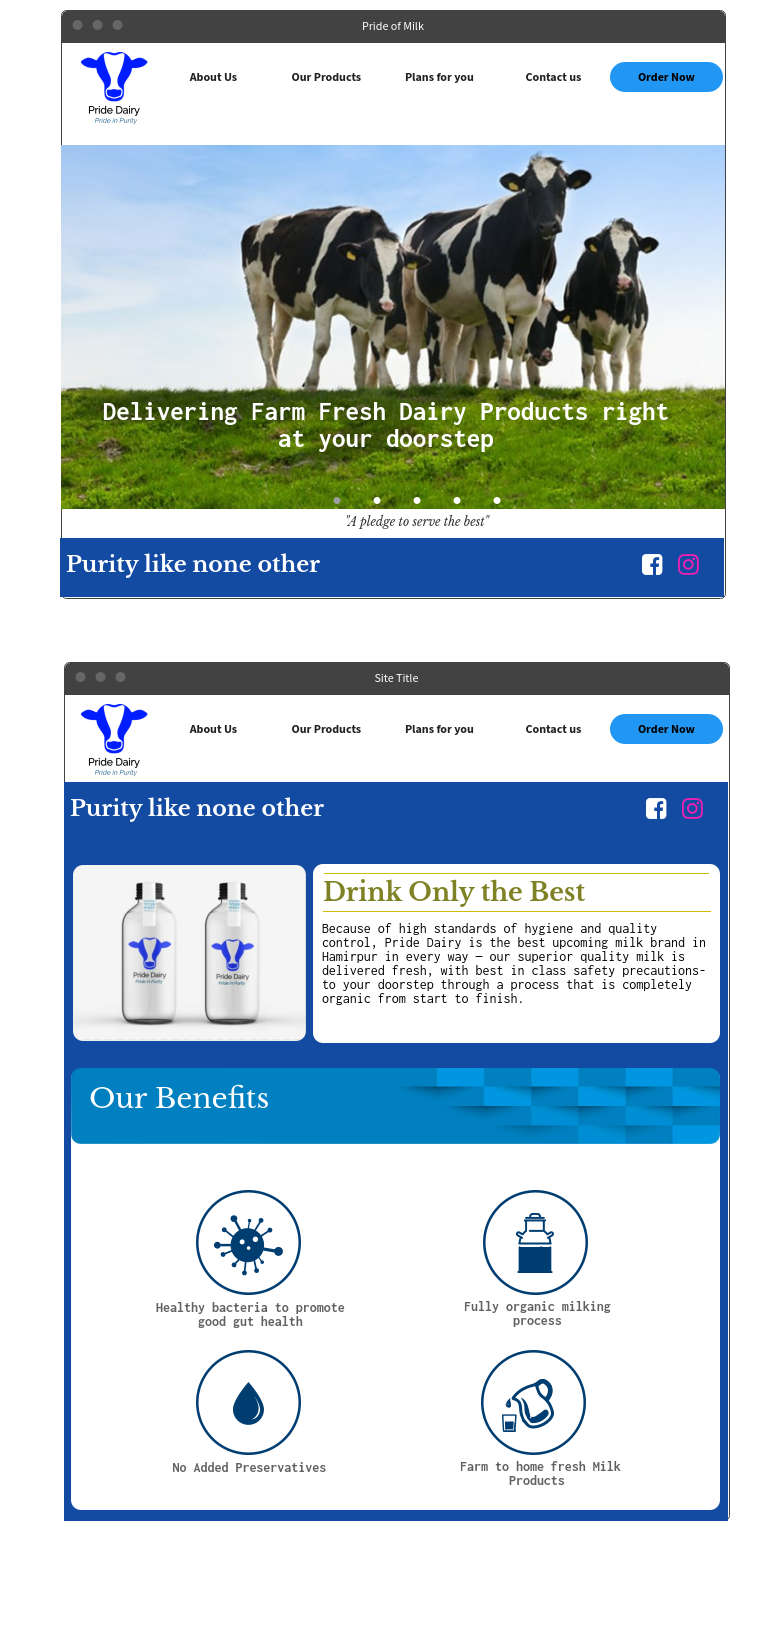 Pride of Milk
About Us
Our Products
Plans for you
Contact us
Order Now
Pride Dairy
Pride in Purity
Delivering Farm Fresh Dairy Products right
at your doorstep
"A pledge to serve the best"
Purity like none other
Site Title
About Us
Our Products
Plans for you
Contact us
Order Now
Pride Dairy
Pride in Purity
Purity like none other
Pride Dairy
Pride in Purity
Pride Dairy
Pride in Purity
Drink Only the Best
Because of high standards of hygiene and quality
control, Pride Dairy is the best upcoming milk brand in
Hamirpur in every way – our superior quality milk is
delivered fresh, with best in class safety precautions-
to your doorstep through a process that is completely
organic from start to finish.
Our Benefits
Healthy bacteria to promote
good gut health
Fully organic milking
process
No Added Preservatives
Farm to home fresh Milk
Products